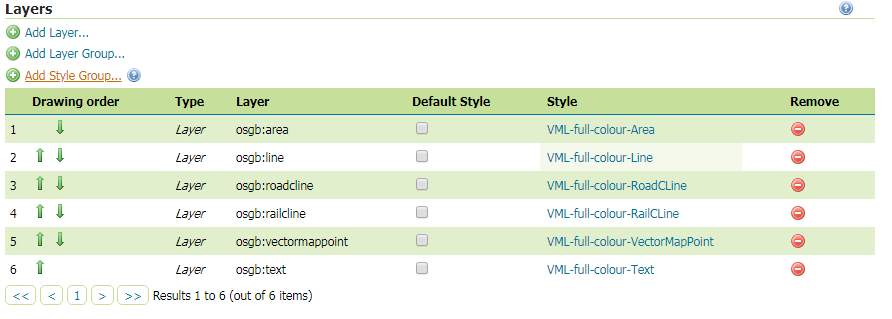 Layers
Add Layer...
Add Layer Group...
Add Style Group...
Drawing order Type Layer Default Style Style Remove
1 Layer osgb:area VML-full-colour-Area
2 Layer osgb:line VML-full-colour-Line
3 Layer osgb:roadcline VML-full-colour-RoadCLine
4 Layer osgb:railcline VML-full-colour-RailCLine
5 Layer osgb:vectormappoint VML-full-colour-VectorMapPoint
6 Layer osgb:text VML-full-colour-Text
<< < 1 > >> Results 1 to 6 (out of 6 items)